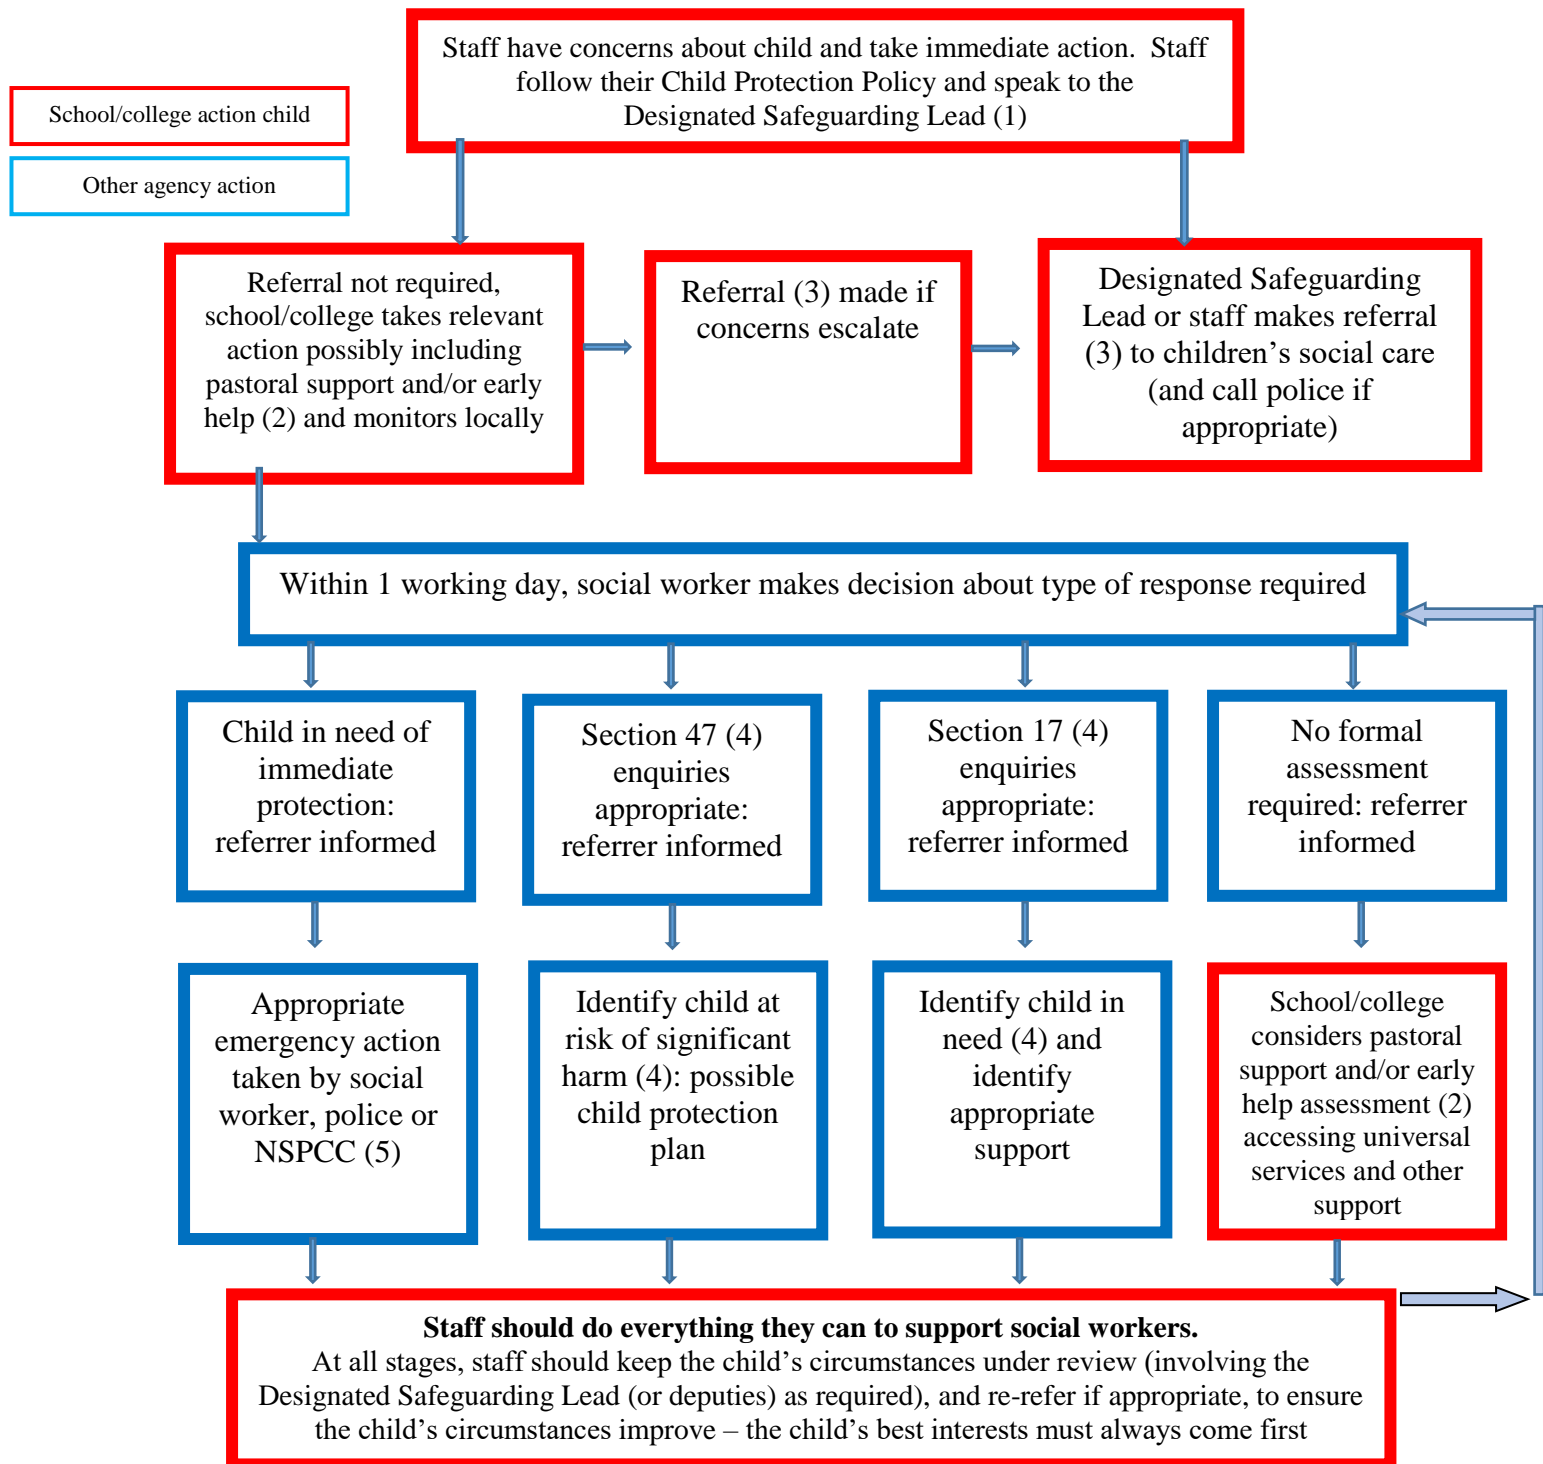 Staff have concerns about child and take immediate action.  Staff
follow their Child Protection Policy and speak to the
Designated Safeguarding Lead (1)
School/college action child
Other agency action
Referral not required,
school/college takes relevant
action possibly including
pastoral support and/or early
help (2) and monitors locally
Referral (3) made if
concerns escalate
Designated Safeguarding
Lead or staff makes referral
(3) to children’s social care
(and call police if
appropriate)
Within 1 working day, social worker makes decision about type of response required
Child in need of
immediate
protection:
referrer informed
Section 47 (4)
enquiries
appropriate:
referrer informed
Section 17 (4)
enquiries
appropriate:
referrer informed
No formal
assessment
required: referrer
informed
Appropriate
emergency action
taken by social
worker, police or
NSPCC (5)
Identify child at
risk of significant
harm (4): possible
child protection
plan
Identify child in
need (4) and
identify
appropriate
support
School/college
considers pastoral
support and/or early
help assessment (2)
accessing universal
services and other
support
Staff should do everything they can to support social workers.
At all stages, staff should keep the child’s circumstances under review (involving the
Designated Safeguarding Lead (or deputies) as required), and re-refer if appropriate, to ensure
the child’s circumstances improve – the child’s best interests must always come first